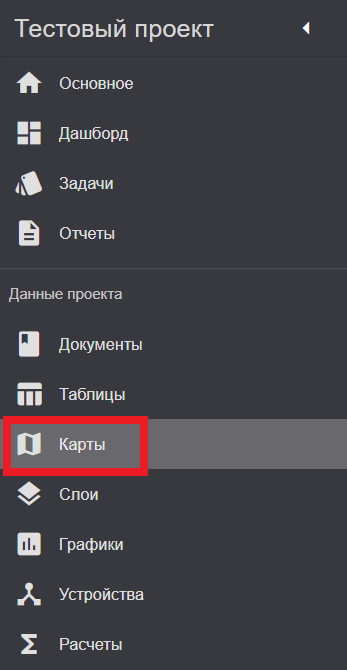 Тестовый проект
Основное
Дашборд
Задачи
Отчеты
Данные проекта
Документы
Таблицы
Карты
Слои
Графики
Устройства
Расчеты